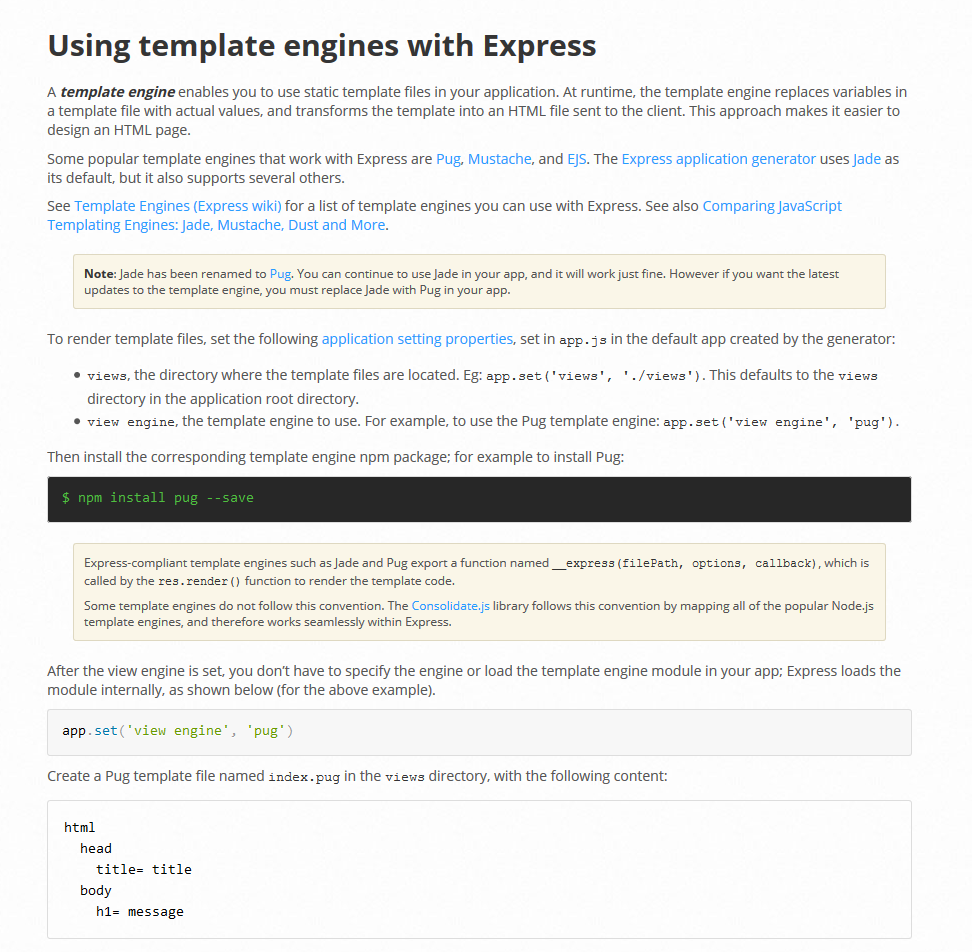 Using template engines with Express
A template engine enables you to use static template files in your application. At runtime, the template engine replaces variables in
a template file with actual values, and transforms the template into an HTML file sent to the client. This approach makes it easier to
design an HTML page.
Some popular template engines that work with Express are Pug, Mustache, and EJS. The Express application generator uses Jade as
its default, but it also supports several others.
See Template Engines (Express wiki) for a list of template engines you can use with Express. See also Comparing JavaScript
Templating Engines: Jade, Mustache, Dust and More.
Note: Jade has been renamed to Pug. You can continue to use Jade in your app, and it will work just fine. However if you want the latest
updates to the template engine, you must replace Jade with Pug in your app.
To render template files, set the following application setting properties, set in app.js in the default app created by the generator:
• views, the directory where the template files are located. Eg: app.set('views', './views'). This defaults to the views
directory in the application root directory.
• view engine, the template engine to use. For example, to use the Pug template engine: app.set('view engine', 'pug').
Then install the corresponding template engine npm package; for example to install Pug:
$ npm install pug --save
Express-compliant template engines such as Jade and Pug export a function named __express(filePath, options, callback), which is
called by the res.render() function to render the template code.
Some template engines do not follow this convention. The Consolidate.js library follows this convention by mapping all of the popular Node.js
template engines, and therefore works seamlessly within Express.
After the view engine is set, you don’t have to specify the engine or load the template engine module in your app; Express loads the
module internally, as shown below (for the above example).
app.set('view engine', 'pug')
Create a Pug template file named index.pug in the views directory, with the following content:
html
  head
    title= title
  body
    h1= message